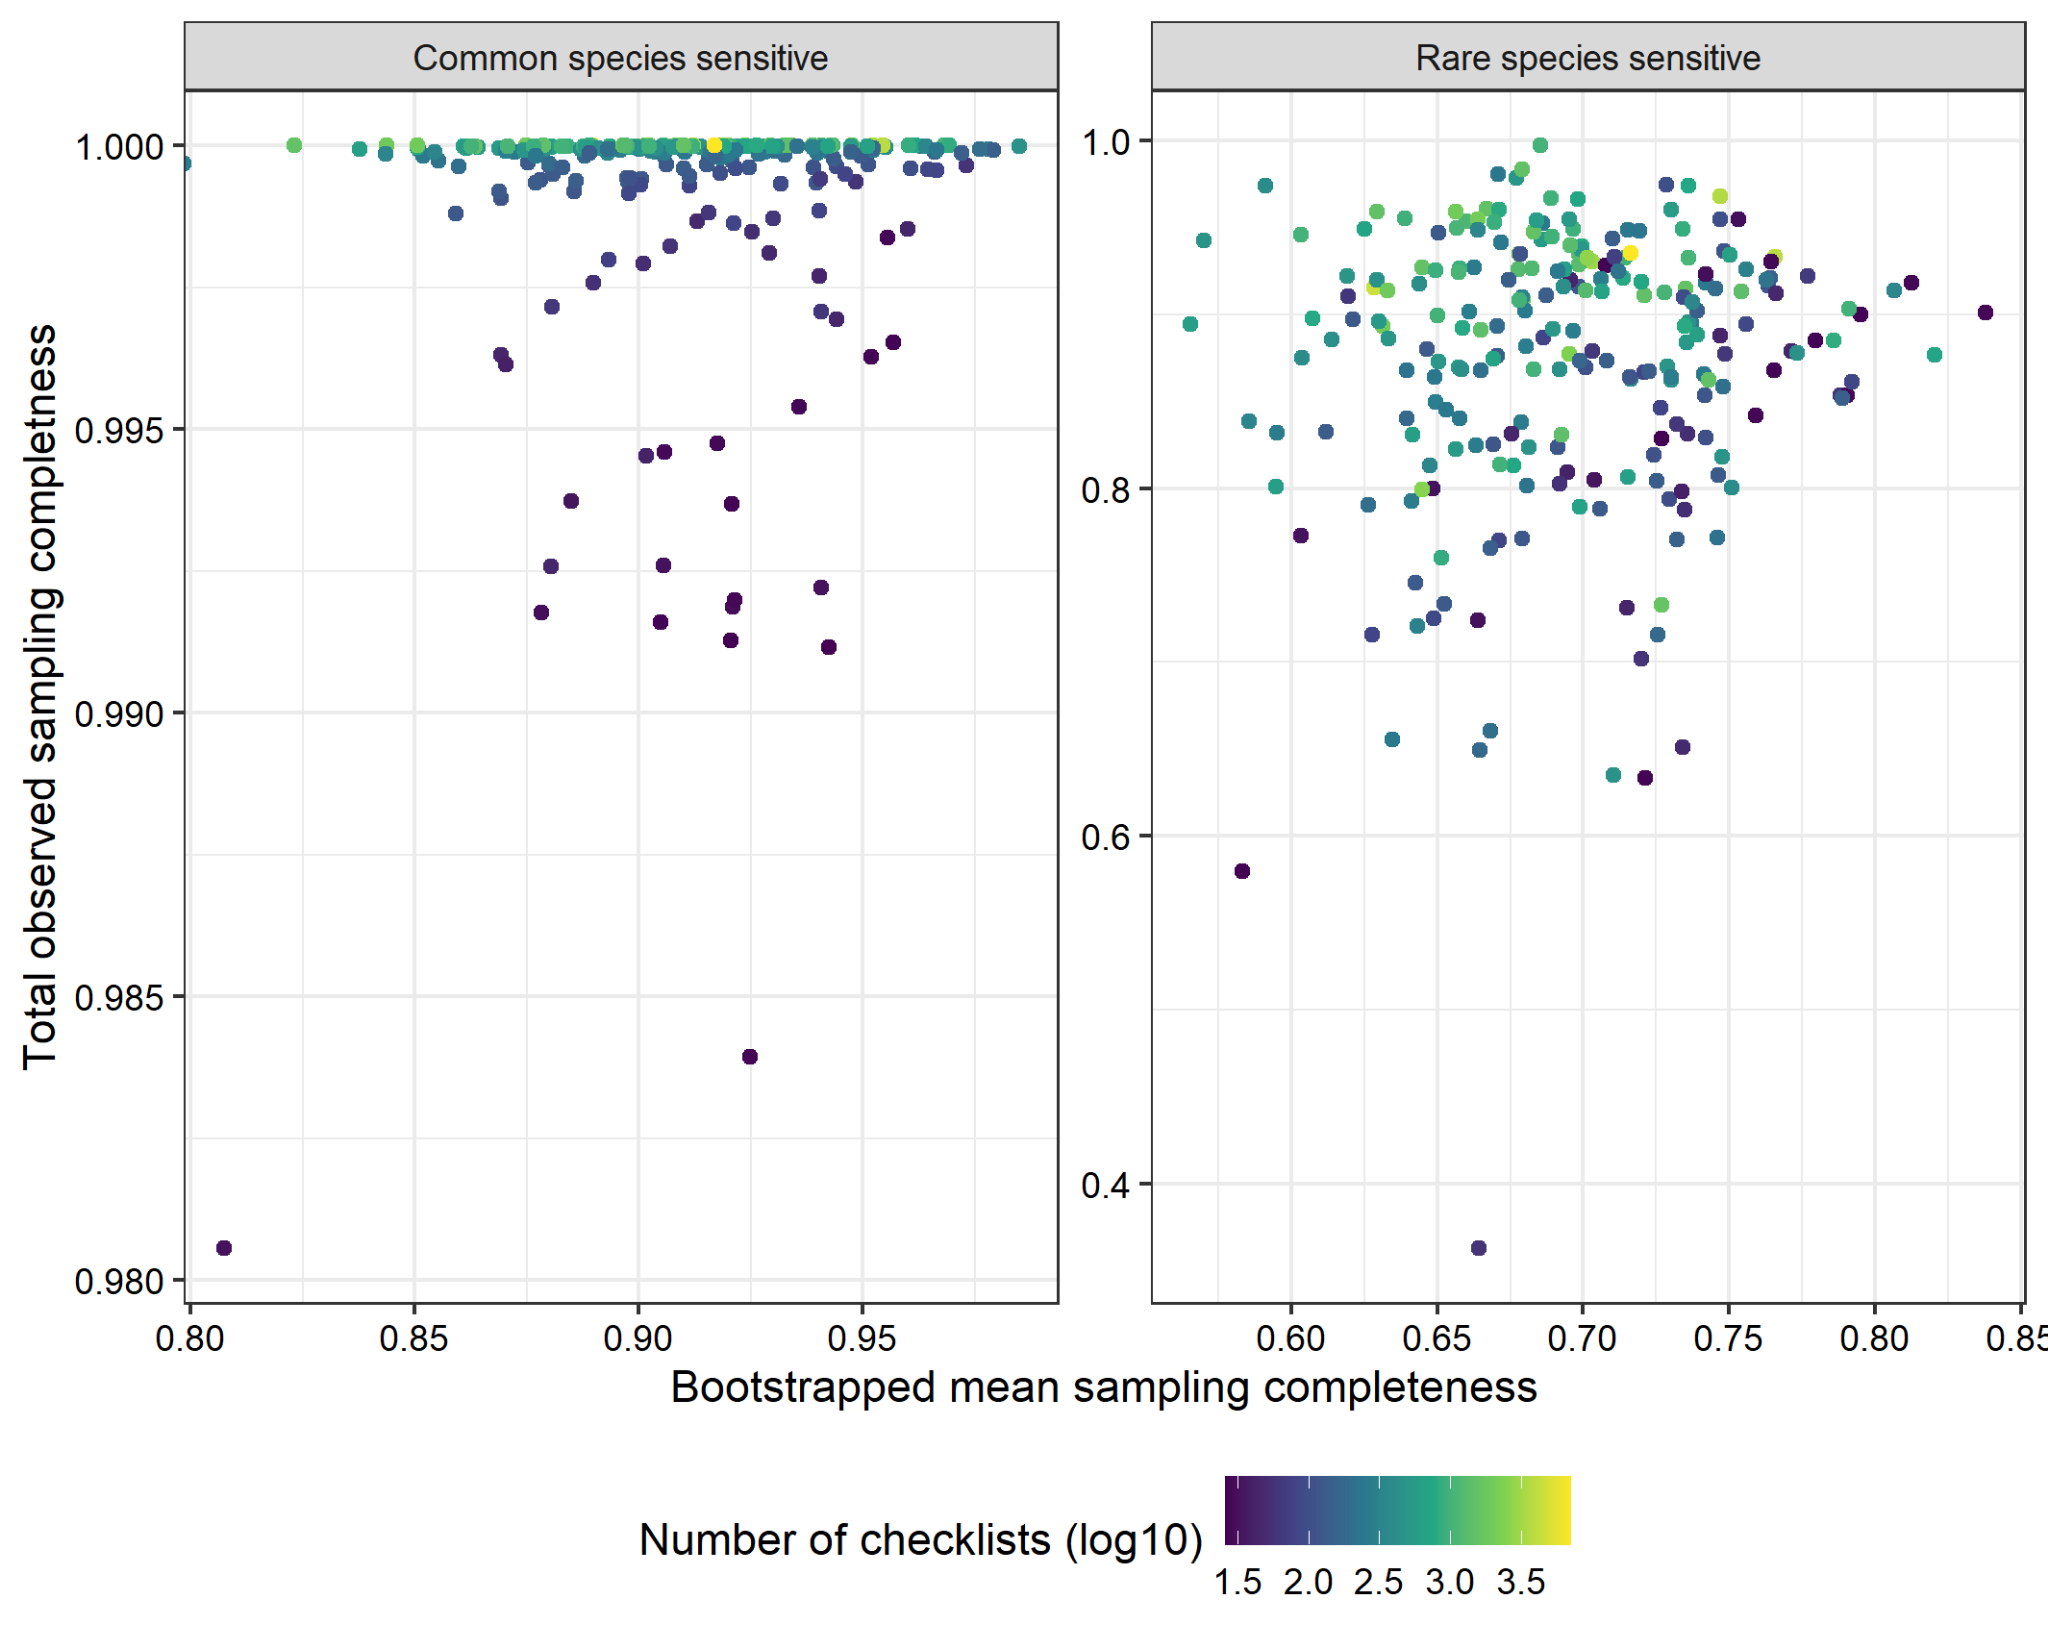 Common species sensitive
Rare species sensitive
Total observed sampling completness
1.000
0.995
0.990
0.985
0.980
1.0
0.8
0.6
0.4
0.80 0.85 0.90 0.95
0.60 0.65 0.70 0.75 0.80 0.85
Bootstrapped mean sampling completeness
Number of checklists (log10)
1.5 2.0 2.5 3.0 3.5